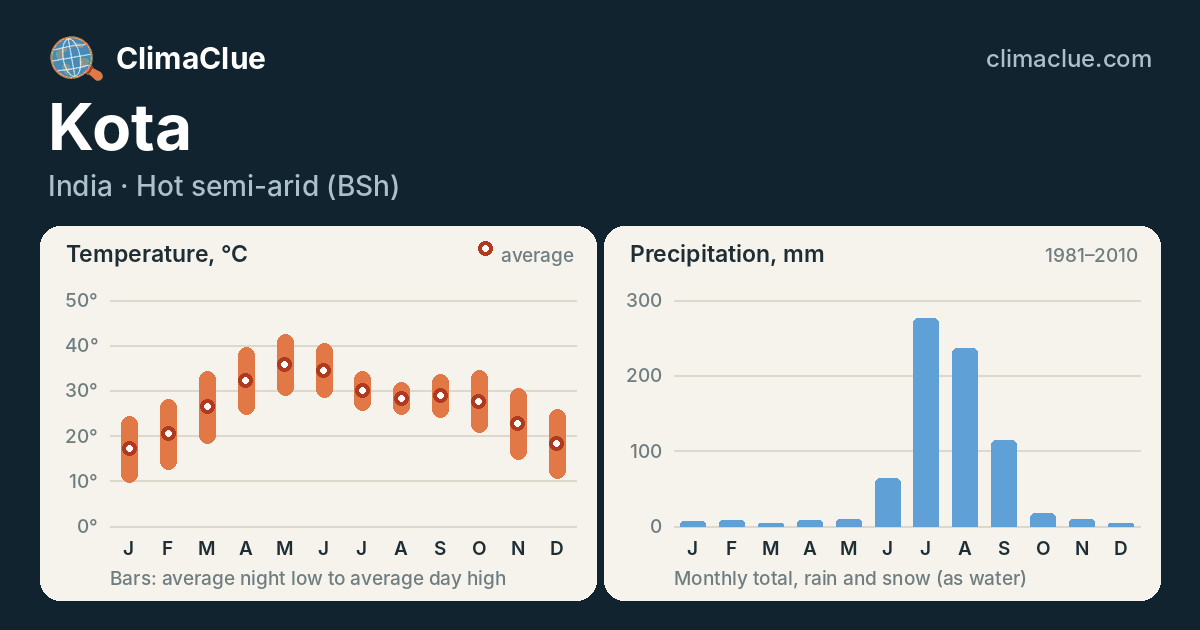 ClimaClue
climaclue.com
Kota
India · Hot semi-arid (BSh)
Temperature, °C
average
50°
40°
30°
20°
10°
0°
J F M A M J J A S O N D
Bars: average night low to average day high
Precipitation, mm
1981–2010
300
200
100
0
J F M A M J J A S O N D
Monthly total, rain and snow (as water)